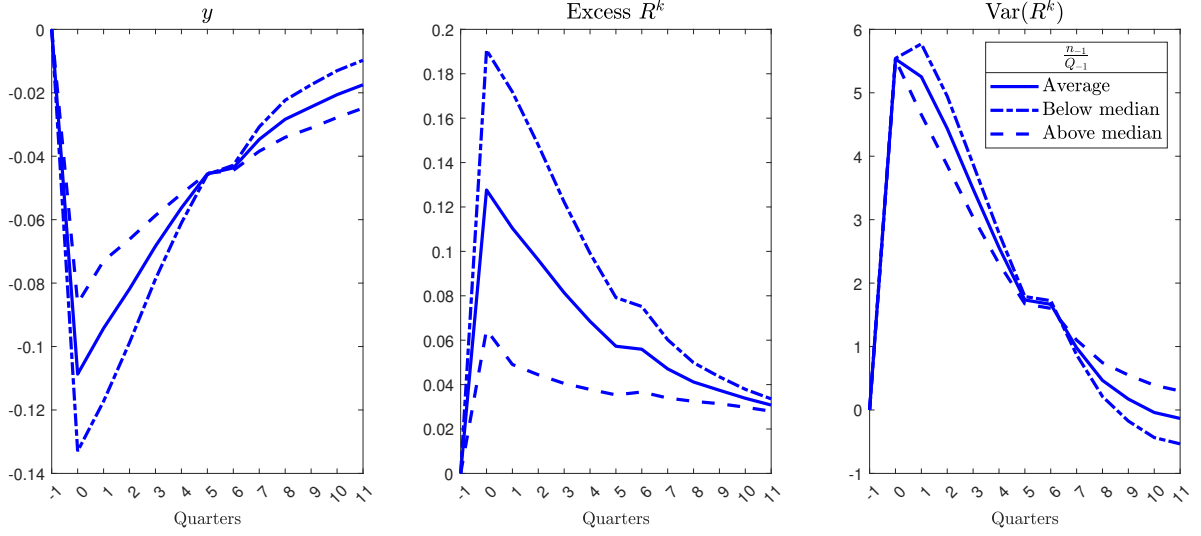 y
0
-0.02
-0.04
-0.06
-0.08
-0.1
-0.12
-0.14
-1 0 1 2 3 4 5 6 7 8 9 10 11
Quarters
Excess R^k
0.2
0.18
0.16
0.14
0.12
0.1
0.08
0.06
0.04
0.02
0
-1 0 1 2 3 4 5 6 7 8 9 10 11
Quarters
Var(R^k)
6
5
4
3
2
1
0
-1
-1 0 1 2 3 4 5 6 7 8 9 10 11
Quarters
n_{-1}
Q_{-1}
Average
Below median
Above median